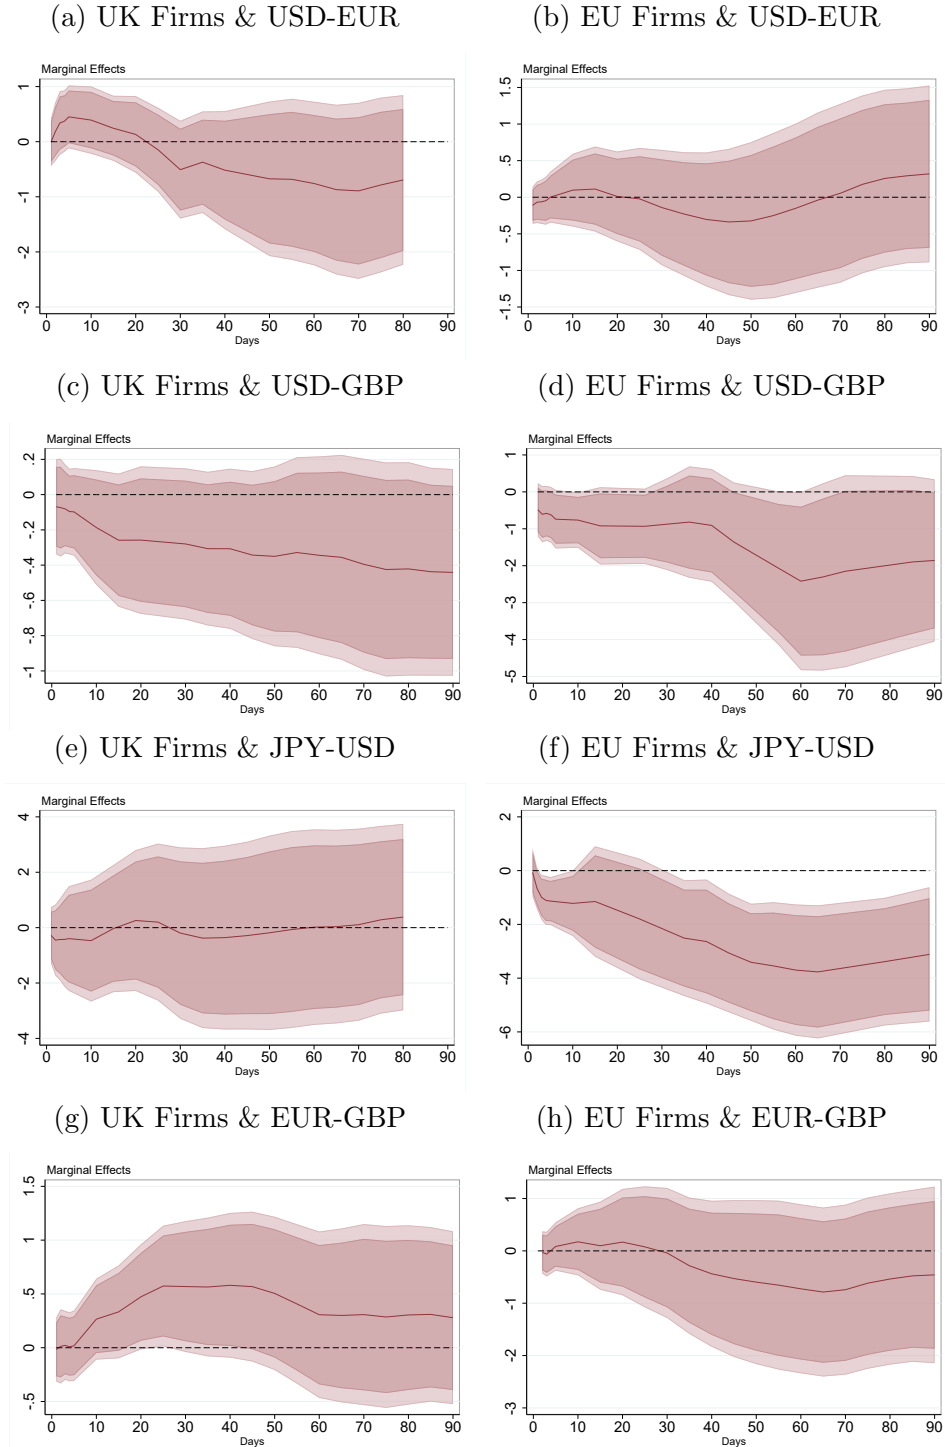 (a) UK Firms & USD-EUR
Marginal Effects
1
0
-1
-2
-3
0 10 20 30 40 50 60 70 80 90
Days
(b) EU Firms & USD-EUR
Marginal Effects
1.5
1
.5
0
-.5
-1
-1.5
0 10 20 30 40 50 60 70 80 90
Days
(c) UK Firms & USD-GBP
Marginal Effects
.2
0
-.2
-.4
-.6
-.8
-1
0 10 20 30 40 50 60 70 80 90
Days
(d) EU Firms & USD-GBP
Marginal Effects
1
0
-1
-2
-3
-4
-5
0 10 20 30 40 50 60 70 80 90
Days
(e) UK Firms & JPY-USD
Marginal Effects
4
2
0
-2
-4
0 10 20 30 40 50 60 70 80 90
Days
(f) EU Firms & JPY-USD
Marginal Effects
2
0
-2
-4
-6
0 10 20 30 40 50 60 70 80 90
Days
(g) UK Firms & EUR-GBP
Marginal Effects
1.5
1
.5
0
-.5
0 10 20 30 40 50 60 70 80 90
Days
(h) EU Firms & EUR-GBP
Marginal Effects
1
0
-1
-2
-3
0 10 20 30 40 50 60 70 80 90
Days